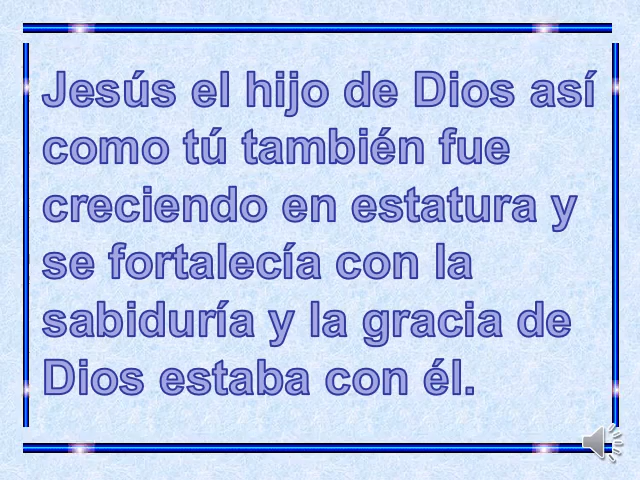 Jesús el hijo de Dios así
como tú también fue
creciendo en estatura y
se fortalecía con la
sabiduría y la gracia de
Dios estaba con él.